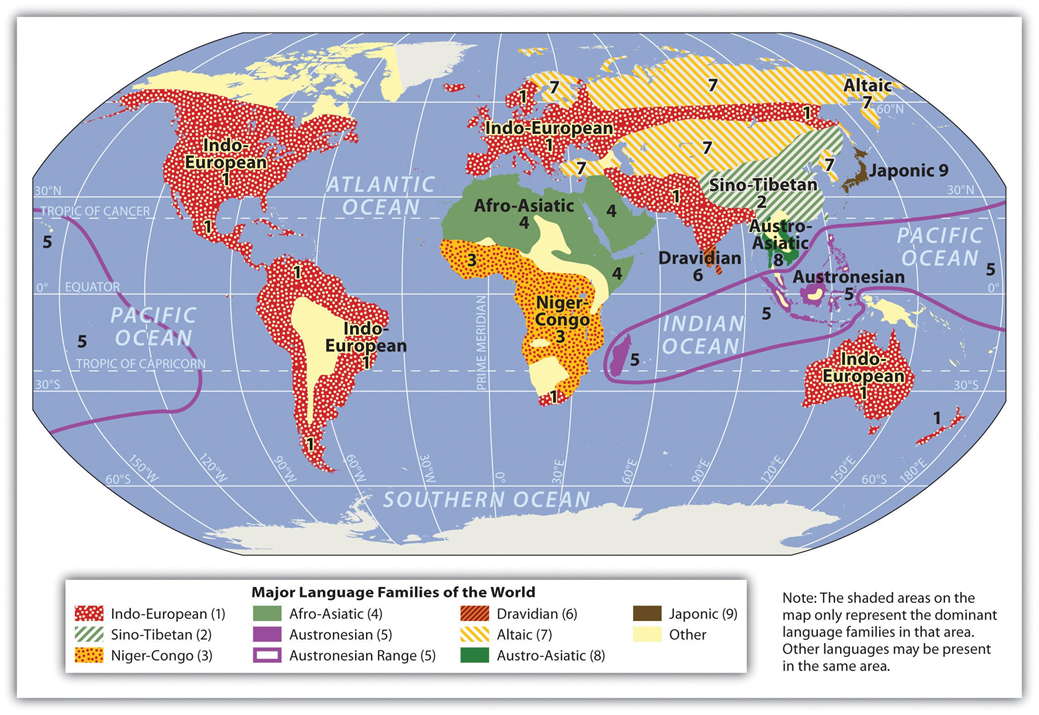 Altaic
7
7
7
7
7
60°N
1
1
Indo-European
1
Indo-
European
1
Japonic 9
Sino-Tibetan
2
1
30°N
30°N
ATLANTIC
OCEAN
Afro-Asiatic
4
4
4
TROPIC OF CANCER
1
5
Austro-
Asiatic
8
Dravidian
6
PACIFIC
OCEAN
5
3
1
Austronesian
5
5
0°
EQUATOR
0°
Niger-
Congo
3
PRIME MERIDIAN
INDIAN
OCEAN
PACIFIC
OCEAN
5
Indo-
European
1
5
Indo-
European
1
TROPIC OF CAPRICORN
30°S
30°S
1
1
1
150°W
120°W
90°W
60°W
30°W
0°
30°E
60°E
90°E
120°E
150°E
180°E
60°S
60°S
SOUTHERN OCEAN
Major Language Families of the World
Indo-European (1)
Sino-Tibetan (2)
Niger-Congo (3)
Afro-Asiatic (4)
Austronesian (5)
Austronesian Range (5)
Dravidian (6)
Altaic (7)
Austro-Asiatic (8)
Japonic (9)
Other
Note: The shaded areas on the
map only represent the dominant
language families in that area.
Other languages may be present
in the same area.